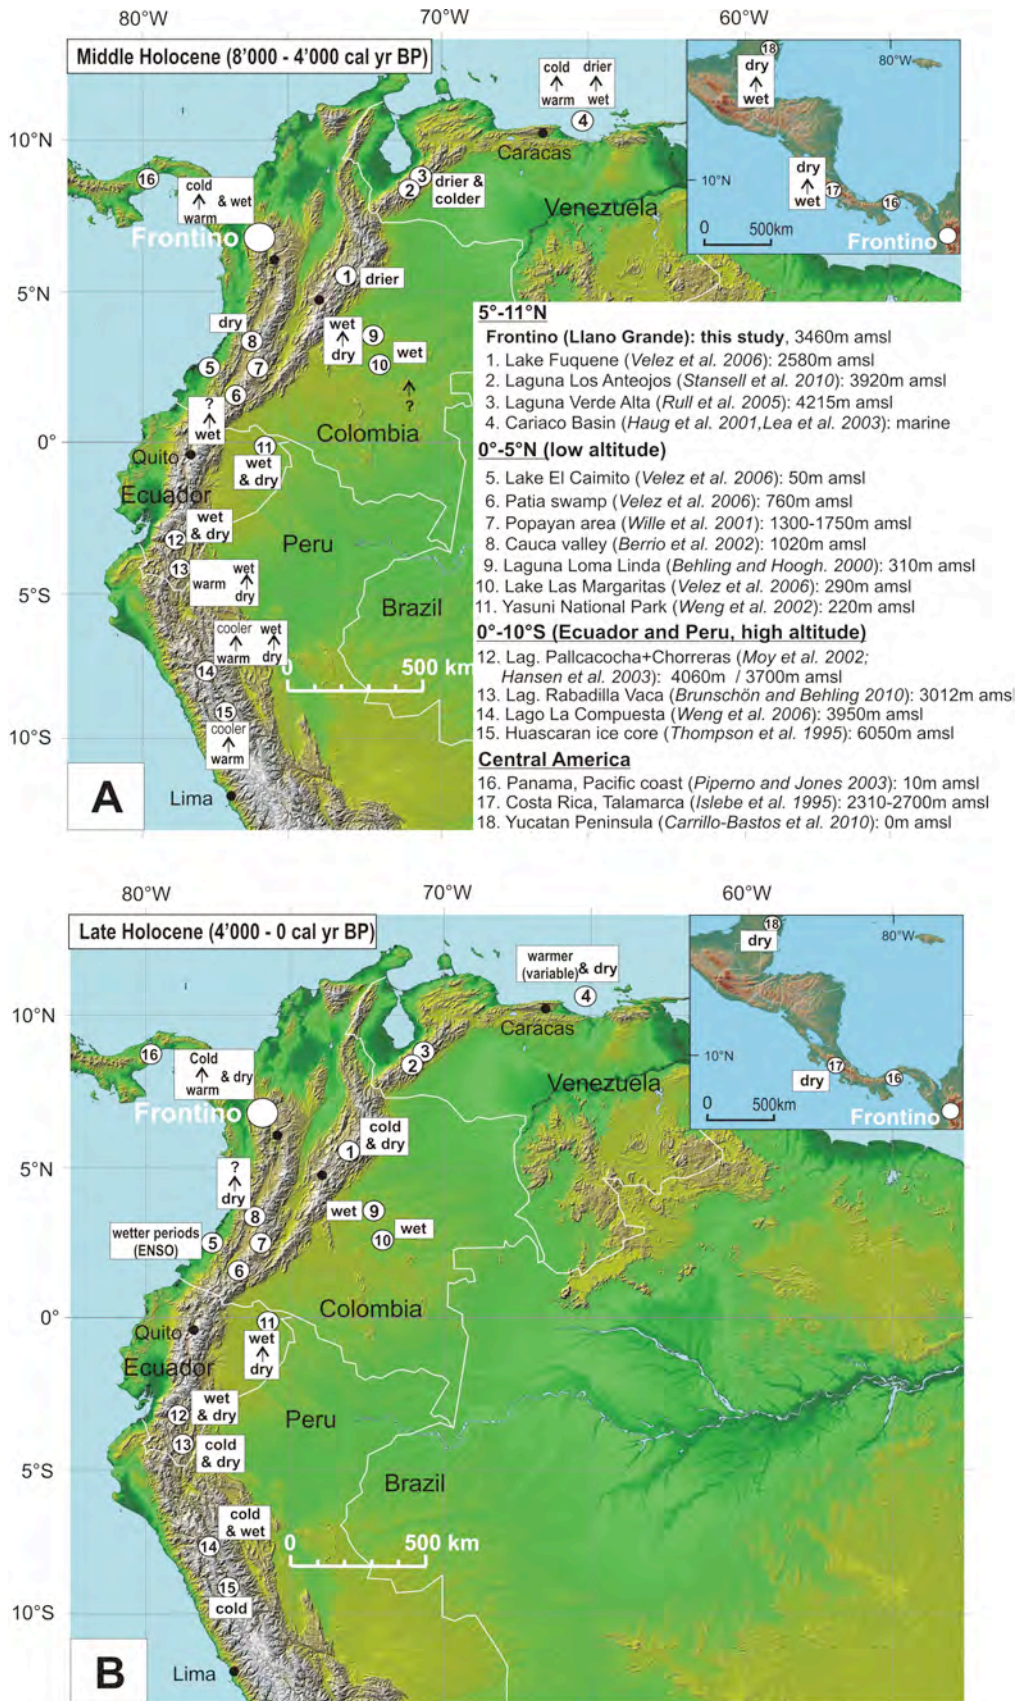 80°W
70°W
60°W
Middle Holocene (8'000 - 4'000 cal yr BP)
cold drier
warm wet
4
18
dry
wet
80°W
10°N
Caracas
16
cold & wet
warm
3
2
drier & colder
Venezuela
dry
wet
10°N
17
16
0 500km
Frontino
Frontino
5°N
1
drier
dry
8
wet
dry
9
10
wet
?
5
7
6
?
wet
0°
Quito
Colombia
11
wet & dry
Ecuador
wet & dry
12
Peru
13
warm
wet
dry
Brazil
5°S
cooler wet
warm dry
0 500 km
14
15
cooler
warm
10°S
A
Lima
5°-11°N
Frontino (Llano Grande): this study, 3460m amsl
1. Lake Fuquene (Velez et al. 2006): 2580m amsl
2. Laguna Los Anteojos (Stansell et al. 2010): 3920m amsl
3. Laguna Verde Alta (Rull et al. 2005): 4215m amsl
4. Cariaco Basin (Haug et al. 2001,Lea et al. 2003): marine
0°-5°N (low altitude)
5. Lake El Caimito (Velez et al. 2006): 50m amsl
6. Patia swamp (Velez et al. 2006): 760m amsl
7. Popayan area (Wille et al. 2001): 1300-1750m amsl
8. Cauca valley (Berrio et al. 2002): 1020m amsl
9. Laguna Loma Linda (Behling and Hoogh. 2000): 310m amsl
10. Lake Las Margaritas (Velez et al. 2006): 290m amsl
11. Yasuni National Park (Weng et al. 2002): 220m amsl
0°-10°S (Ecuador and Peru, high altitude)
12. Lag. Pallcacocha+Chorreras (Moy et al. 2002;
Hansen et al. 2003): 4060m / 3700m amsl
13. Lag. Rabadilla Vaca (Brunschön and Behling 2010): 3012m amsl
14. Lago La Compuesta (Weng et al. 2006): 3950m amsl
15. Huascaran ice core (Thompson et al. 1995): 6050m amsl
Central America
16. Panama, Pacific coast (Piperno and Jones 2003): 10m amsl
17. Costa Rica, Talamarca (Islebe et al. 1995): 2310-2700m amsl
18. Yucatan Peninsula (Carrillo-Bastos et al. 2010): 0m amsl
80°W
70°W
60°W
Late Holocene (4'000 - 0 cal yr BP)
warmer
(variable) & dry
4
18
dry
80°W
10°N
Caracas
16
Cold & dry
warm
3
2
Venezuela
10°N
17
dry
16
0 500km
Frontino
Frontino
cold & dry
1
5°N
?
dry
8
wet
9
10
wet
wetter periods
(ENSO)
5
7
6
Colombia
0°
Quito
11
wet
dry
Ecuador
wet & dry
12
Peru
13
cold & dry
Brazil
5°S
cold & wet
0 500 km
14
15
cold
10°S
B
Lima